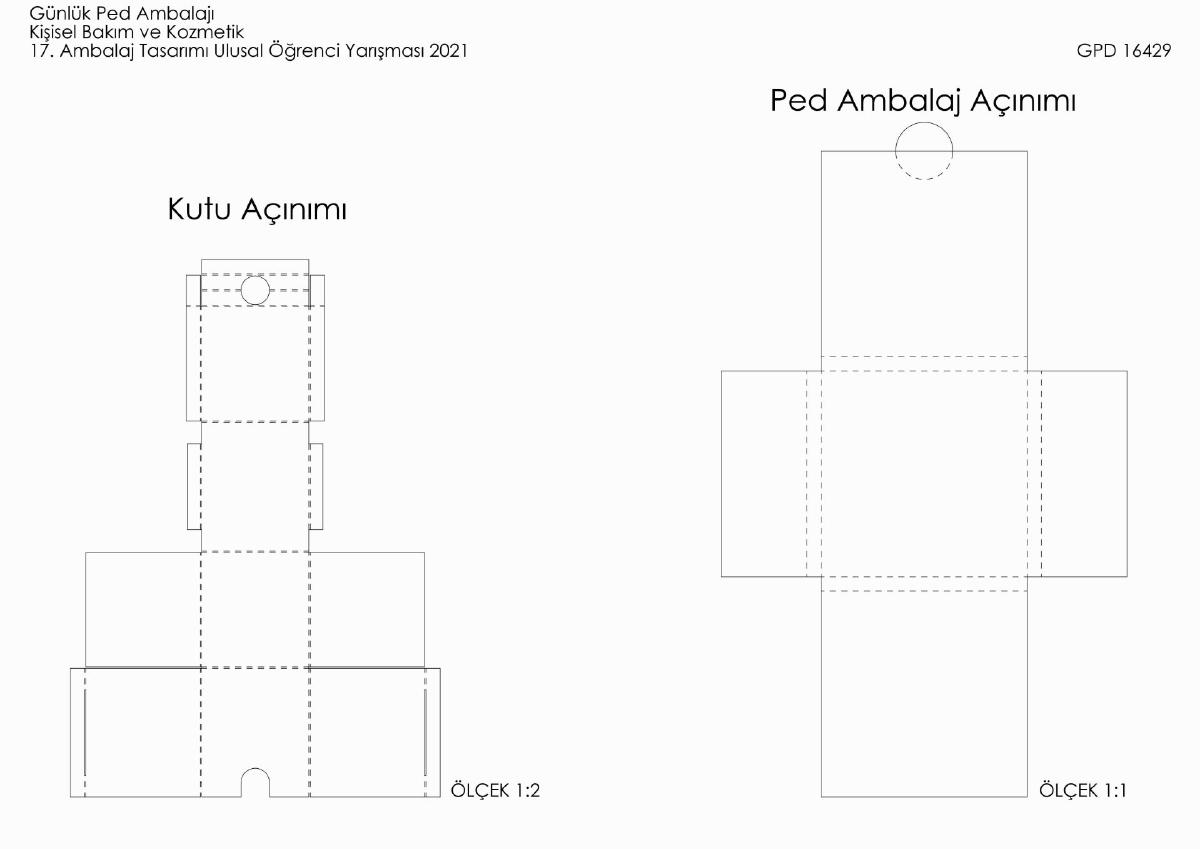 Günlük Ped Ambalajı
Kişisel Bakım ve Kozmetik
17. Ambalaj Tasarımı Ulusal Öğrenci Yarışması 2021
GPD 16429
Ped Ambalaj Açınımı
Kutu Açınımı
ÖLÇEK 1:2
ÖLÇEK 1:1